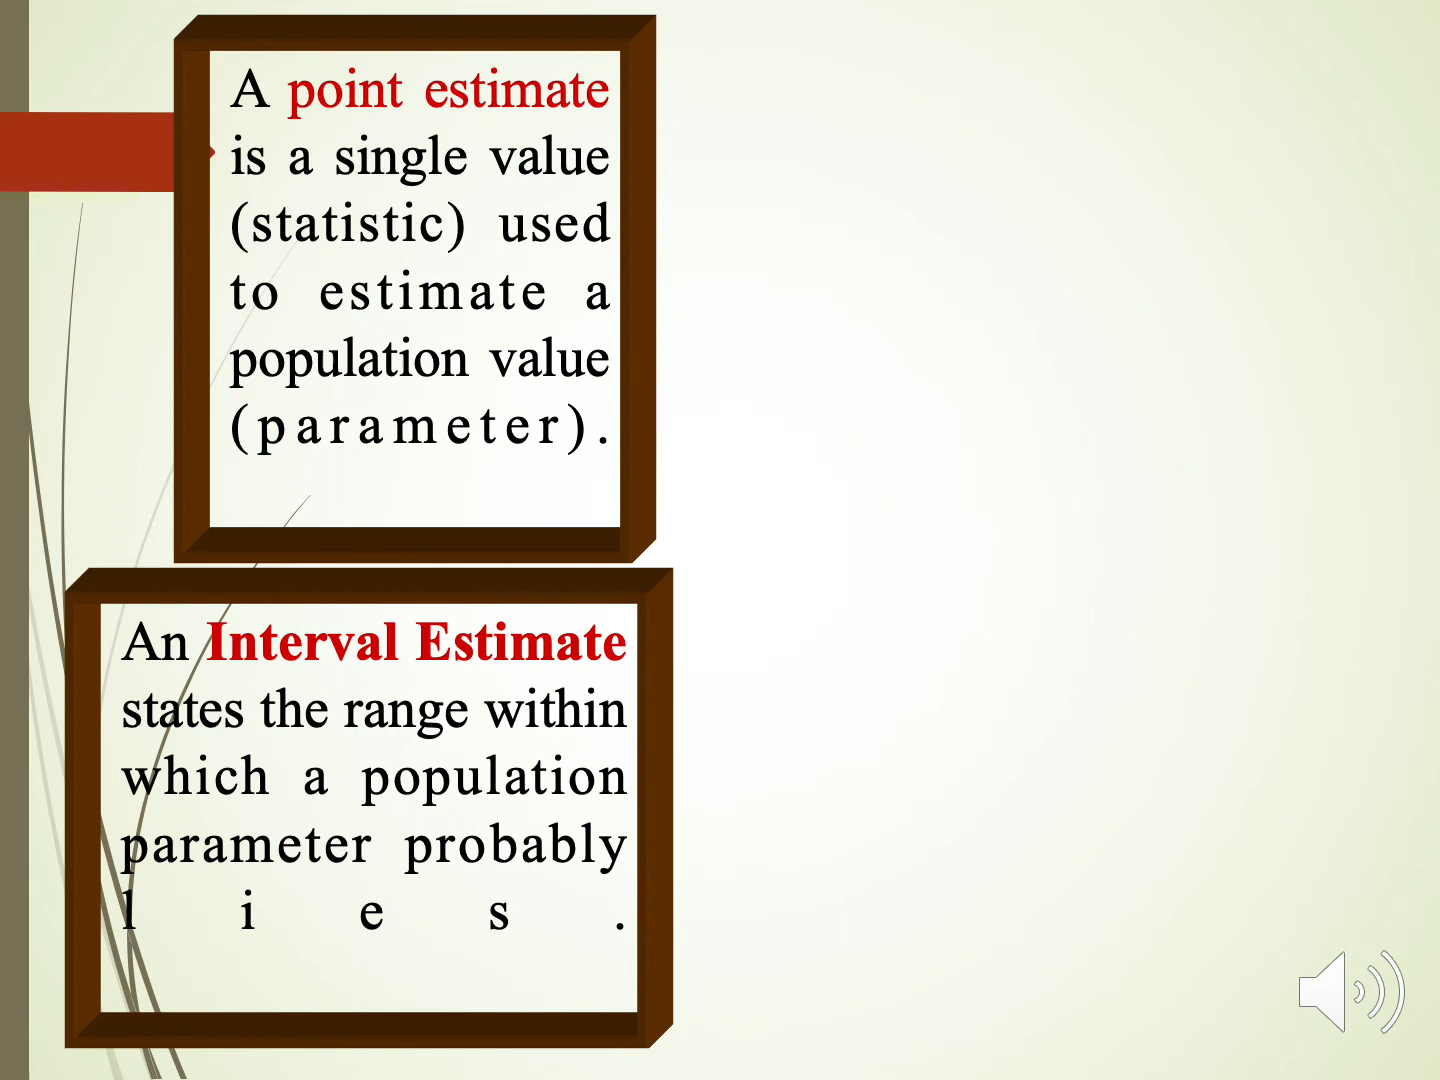 A point estimate
is a single value
(statistic) used
to estimate a
population value
(parameter).
An Interval Estimate
states the range within
which a population
parameter probably
lies.